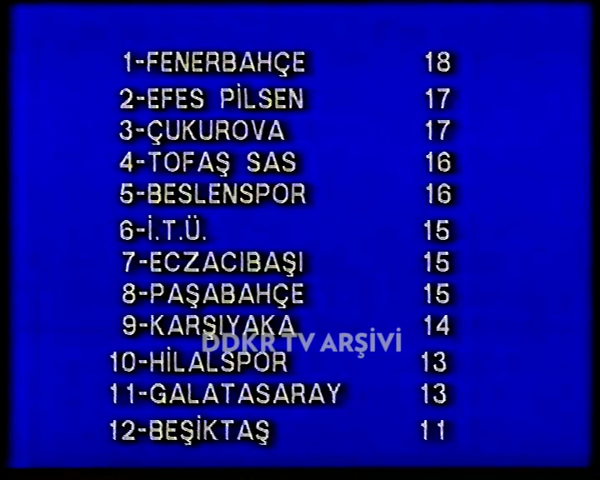 1-FENERBAHÇE 18
2-EFES PİLSEN 17
3-ÇUKUROVA 17
4-TOFAŞ SAS 16
5-BESLENSPOR 16
6-İ.T.Ü. 15
7-ECZACIBAŞI 15
8-PAŞABAHÇE 15
9-KARŞIYAKA 14
DDKR TV ARŞİVİ
10-HİLALSPOR 13
11-GALATASARAY 13
12-BEŞİKTAŞ 11